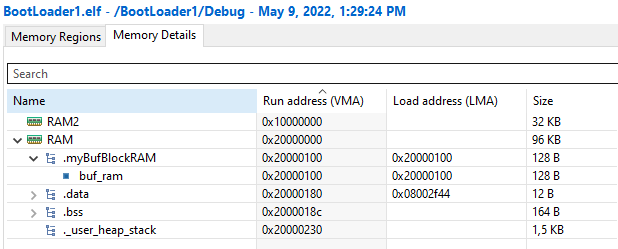 BootLoader1.elf - /BootLoader1/Debug - May 9, 2022, 1:29:24 PM
Memory Regions Memory Details
Search
Name Run address (VMA) Load address (LMA) Size
RAM2 0x10000000 32 KB
RAM 0x20000000 96 KB
.myBufBlockRAM 0x20000100 0x20000100 128 B
buf_ram 0x20000100 0x20000100 128 B
.data 0x20000180 0x08002f44 12 B
.bss 0x2000018c 164 B
._user_heap_stack 0x20000230 1,5 KB